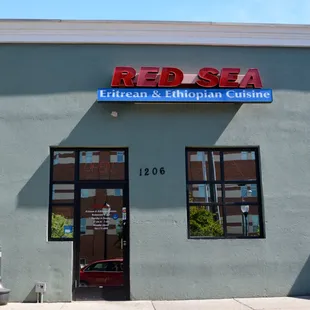 RED SEA
Eritrean & Ethiopian Cuisine
1206